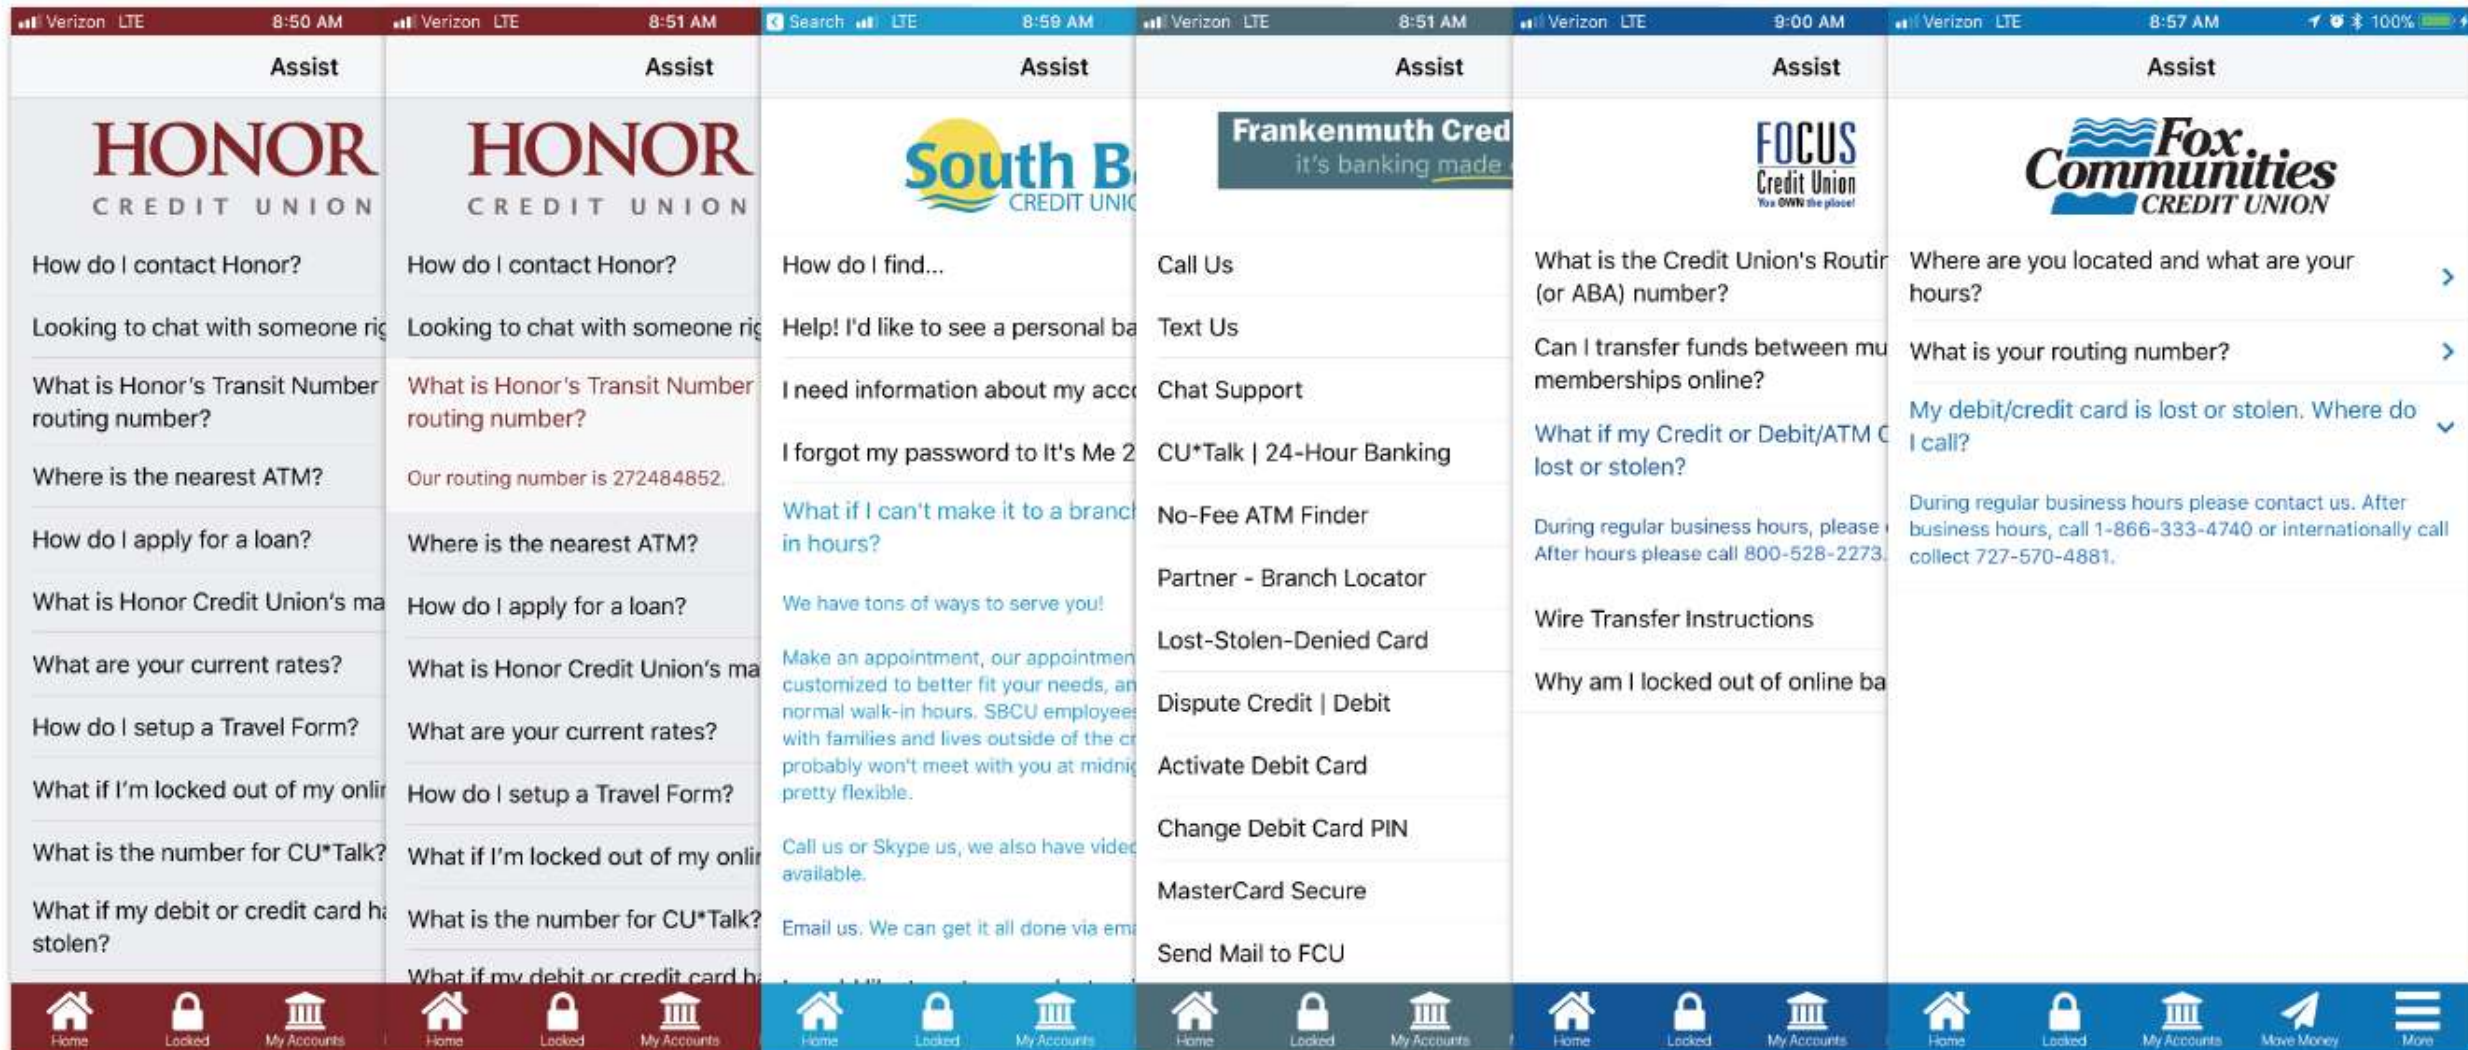 Verizon LTE 8:50 AM
Assist
HONOR
CREDIT UNION
How do I contact Honor?
Looking to chat with someone rig
What is Honor's Transit Number
routing number?
Where is the nearest ATM?
How do I apply for a loan?
What is Honor Credit Union's ma
What are your current rates?
How do I setup a Travel Form?
What if I'm locked out of my onlin
What is the number for CU*Talk?
What if my debit or credit card ha
stolen?
Home Locked My Accounts
Verizon LTE 8:51 AM
Assist
HONOR
CREDIT UNION
How do I contact Honor?
Looking to chat with someone rig
What is Honor's Transit Number
routing number?
Our routing number is 272484852.
Where is the nearest ATM?
How do I apply for a loan?
What is Honor Credit Union's ma
What are your current rates?
How do I setup a Travel Form?
What if I'm locked out of my onlin
What is the number for CU*Talk?
What if my debit or credit card ha
Home Locked My Accounts
Search LTE 8:59 AM
Assist
South B
CREDIT UNIO
How do I find...
Help! I'd like to see a personal ba
I need information about my acco
I forgot my password to It's Me 2
What if I can't make it to a branch
in hours?
We have tons of ways to serve you!
Make an appointment, our appointmen
customized to better fit your needs, an
normal walk-in hours. SBCU employees
with families and lives outside of the cr
probably won't meet with you at midnig
pretty flexible.
Call us or Skype us, we also have video
available.
Email us. We can get it all done via ema
Home Locked My Accounts
Verizon LTE 8:51 AM
Assist
Frankenmuth Cred
it's banking made
Call Us
Text Us
Chat Support
CU*Talk | 24-Hour Banking
No-Fee ATM Finder
Partner - Branch Locator
Lost-Stolen-Denied Card
Dispute Credit | Debit
Activate Debit Card
Change Debit Card PIN
MasterCard Secure
Send Mail to FCU
Home Locked My Accounts
Verizon LTE 9:00 AM
Assist
FOCUS
Credit Union
You OWN the place!
What is the Credit Union's Routin
(or ABA) number?
Can I transfer funds between mu
memberships online?
What if my Credit or Debit/ATM C
lost or stolen?
During regular business hours, please
After hours please call 800-528-2273.
Wire Transfer Instructions
Why am I locked out of online ba
Home Locked My Accounts
Verizon LTE 8:57 AM 100%
Assist
Fox
Communities
CREDIT UNION
Where are you located and what are your
hours?
What is your routing number?
My debit/credit card is lost or stolen. Where do
I call?
During regular business hours please contact us. After
business hours, call 1-866-333-4740 or internationally call
collect 727-570-4881.
Home Locked My Accounts Move Money More